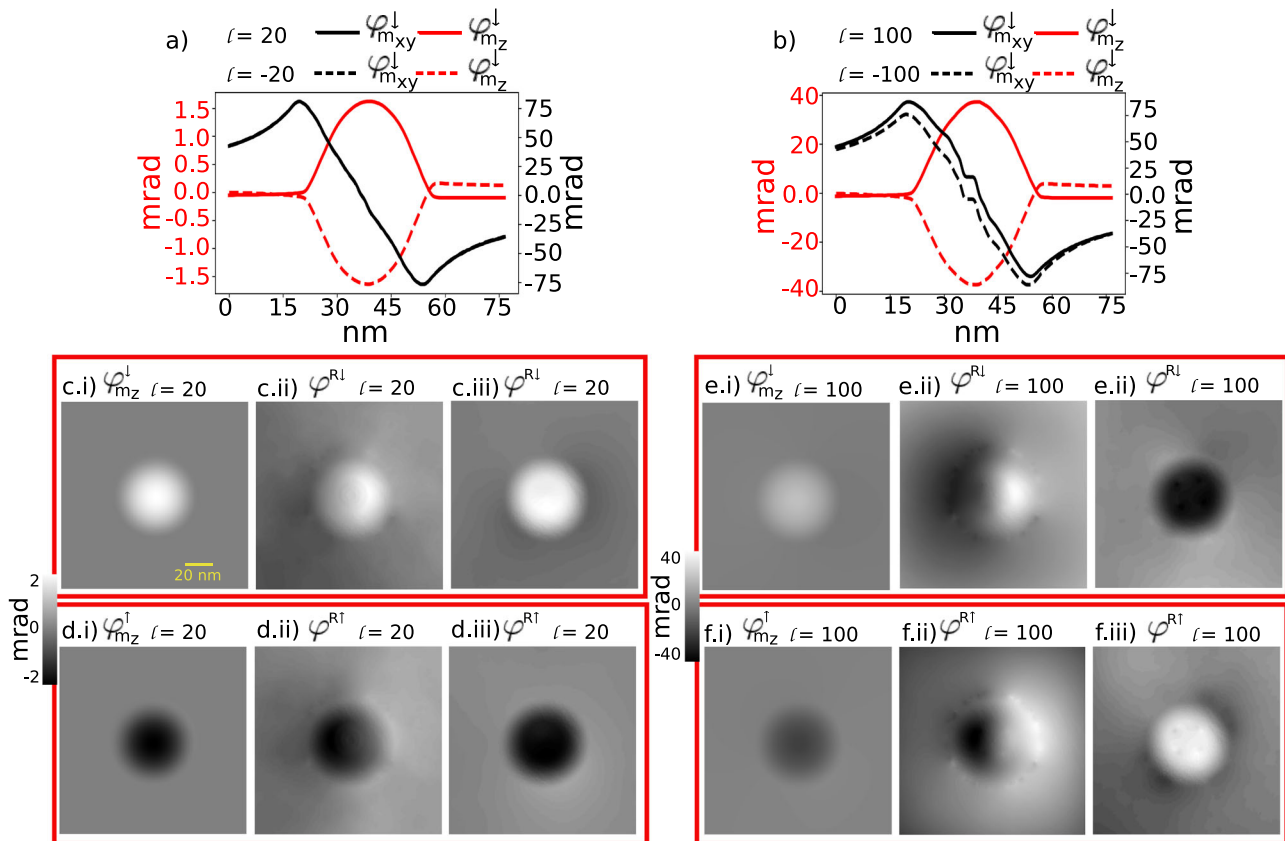 a) ℓ = 20 φ↓mxy φ↓mz
ℓ = -20 φ↓mxy φ↓mz
1.5
1.0
0.5
0.0
-0.5
-1.0
-1.5
mrad
75
50
25
0.0
-25
-50
-75
mrad
0 15 30 45 60 75
nm
b) ℓ = 100 φ↓mxy φ↓mz
ℓ = -100 φ↓mxy φ↓mz
40
20
0.0
-20
-40
mrad
75
50
25
0.0
-25
-50
-75
mrad
0 15 30 45 60 75
nm
c.i) φ↓mz ℓ = 20
c.ii) φR↓ ℓ = 20
c.iii) φR↓ ℓ = 20
20 nm
e.i) φ↓mz ℓ = 100
e.ii) φR↓ ℓ = 100
e.ii) φR↓ ℓ = 100
2
0
-2
mrad
d.i) φ↑mz ℓ = 20
d.ii) φR↑ ℓ = 20
d.iii) φR↑ ℓ = 20
40
0
-40
mrad
f.i) φ↑mz ℓ = 100
f.ii) φR↑ ℓ = 100
f.iii) φR↑ ℓ = 100